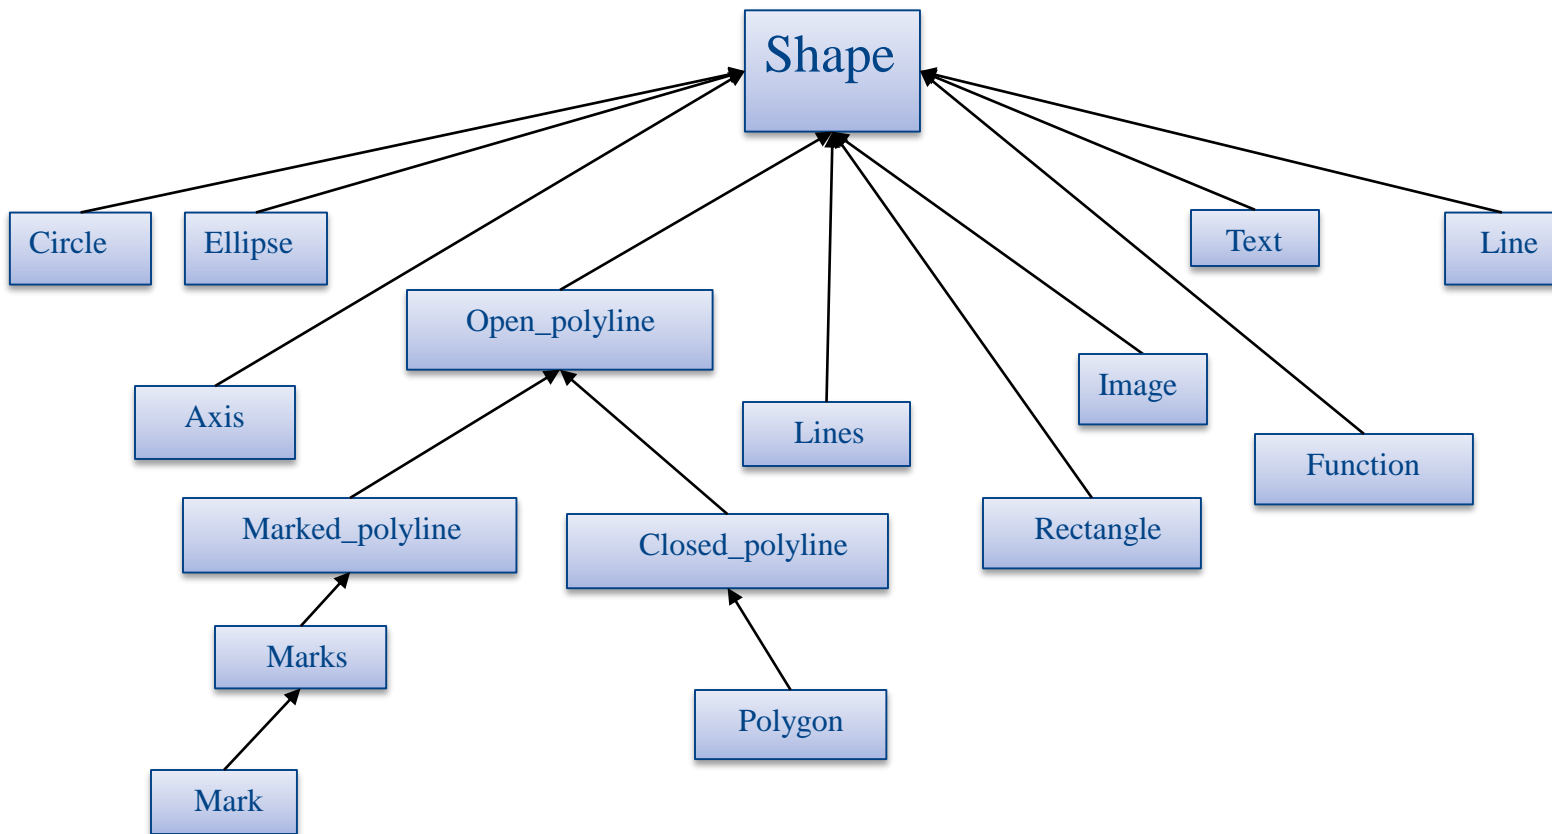 Shape
Circle
Ellipse
Text
Line
Open_polyline
Image
Axis
Lines
Function
Marked_polyline
Closed_polyline
Rectangle
Marks
Polygon
Mark